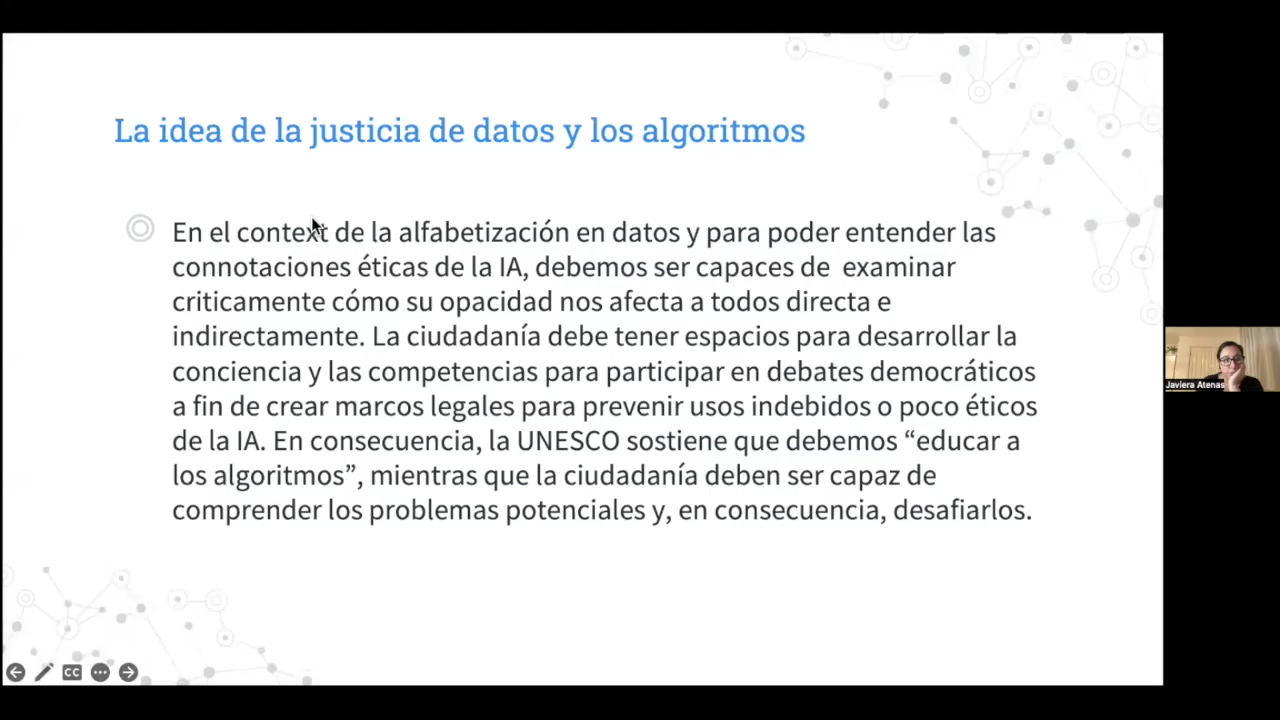 La idea de la justicia de datos y los algoritmos
En el context de la alfabetización en datos y para poder entender las
connotaciones éticas de la IA, debemos ser capaces de  examinar
criticamente cómo su opacidad nos afecta a todos directa e
indirectamente. La ciudadanía debe tener espacios para desarrollar la
conciencia y las competencias para participar en debates democráticos
a fin de crear marcos legales para prevenir usos indebidos o poco éticos
de la IA. En consecuencia, la UNESCO sostiene que debemos “educar a
los algoritmos”, mientras que la ciudadanía deben ser capaz de
comprender los problemas potenciales y, en consecuencia, desafiarlos.
Javiera Atenas
CC